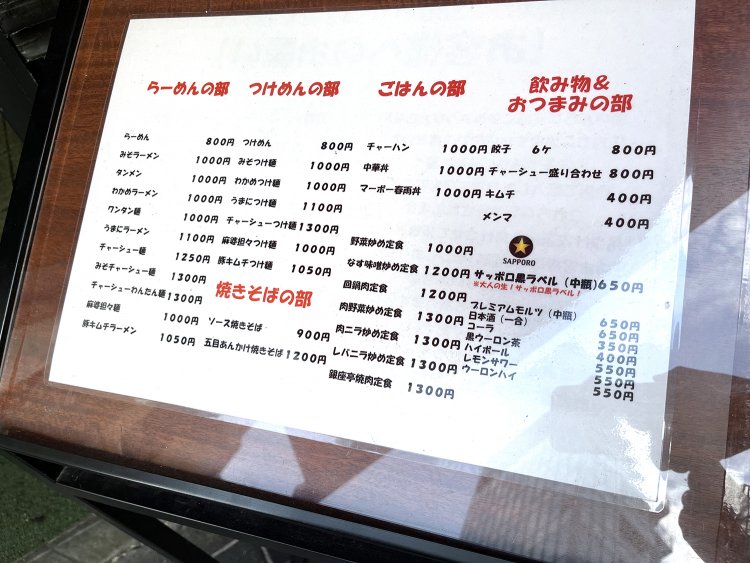 らーめんの部
らーめん 800円
みそラーメン 1000円
タンメン 1000円
わかめラーメン 1000円
ワンタン麺 1000円
うまにラーメン 1100円
チャーシュー麺 1250円
みそチャーシュー麺 1300円
チャーシューわんたん麺 1300円
麻婆担々麺 1000円
豚キムチラーメン 1050円
つけめんの部
つけめん 800円
みそつけ麺 1000円
わかめつけ麺 1000円
うまにつけ麺 1100円
チャーシューつけ麺 1300円
麻婆担々つけ麺 1000円
豚キムチつけ麺 1050円
焼きそばの部
ソース焼きそば 900円
五目あんかけ焼きそば 1200円
ごはんの部
チャーハン 1000円
中華丼 1000円
マーボー春雨丼 1000円
野菜炒め定食 1000円
なす味噌炒め定食 1200円
回鍋肉定食 1200円
肉野菜炒め定食 1300円
肉ニラ炒め定食 1300円
レバニラ炒め定食 1300円
銀座亭焼肉定食 1300円
飲み物&
おつまみの部
餃子 6ケ 800円
チャーシュー盛り合わせ 800円
キムチ 400円
メンマ 400円
SAPPORO
サッポロ黒ラベル(中瓶) 650円
※大人の生!サッポロ黒ラベル!
プレミアムモルツ(中瓶) 650円
日本酒(一合) 650円
コーラ 350円
黒ウーロン茶 400円
ハイボール 550円
レモンサワー 550円
ウーロンハイ 550円